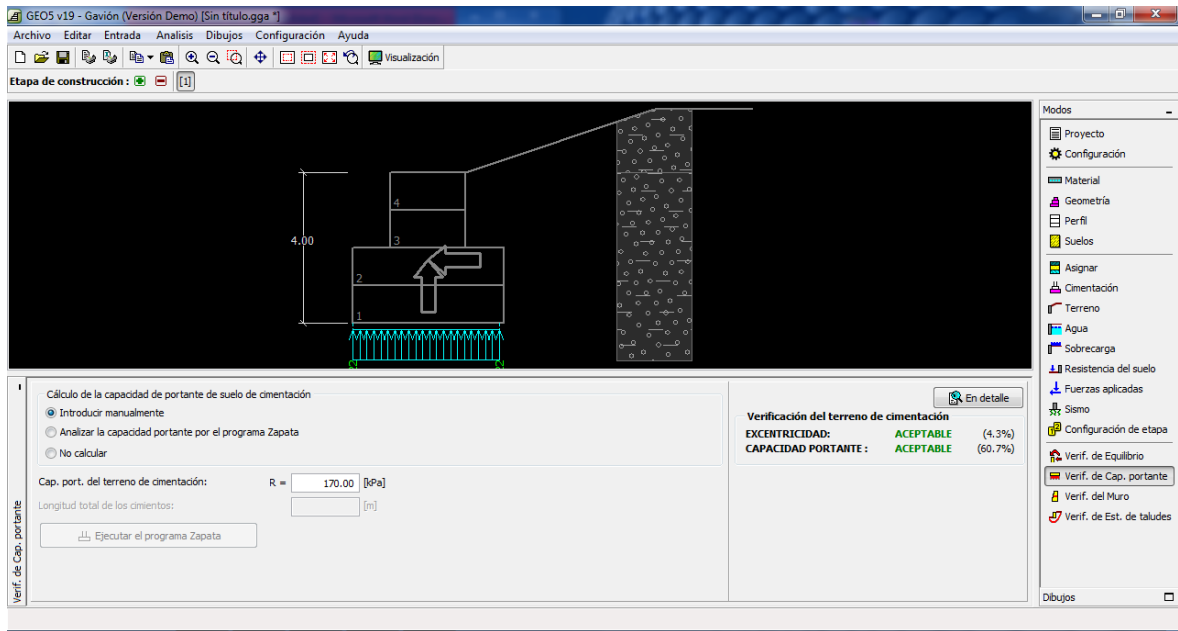 GEO5 v19 - Gavión (Versión Demo) [Sin título.gga *]
Archivo Editar Entrada Analisis Dibujos Configuración Ayuda
Visualización
Etapa de construcción : [1]
4.00
4
3
2
1
Modos
Proyecto
Configuración
Material
Geometría
Perfil
Suelos
Asignar
Cimentación
Terreno
Agua
Sobrecarga
Resistencia del suelo
Fuerzas aplicadas
Sismo
Configuración de etapa
Verif. de Equilibrio
Verif. de Cap. portante
Verif. del Muro
Verif. de Est. de taludes
Dibujos
Verif. de Cap. portante
Cálculo de la capacidad de portante de suelo de cimentación
Introducir manualmente
Analizar la capacidad portante por el programa Zapata
No calcular
Cap. port. del terreno de cimentación: R = 170.00 [kPa]
Longitud total de los cimientos: [m]
Ejecutar el programa Zapata
En detalle
Verificación del terreno de cimentación
EXCENTRICIDAD: ACEPTABLE (4.3%)
CAPACIDAD PORTANTE : ACEPTABLE (60.7%)